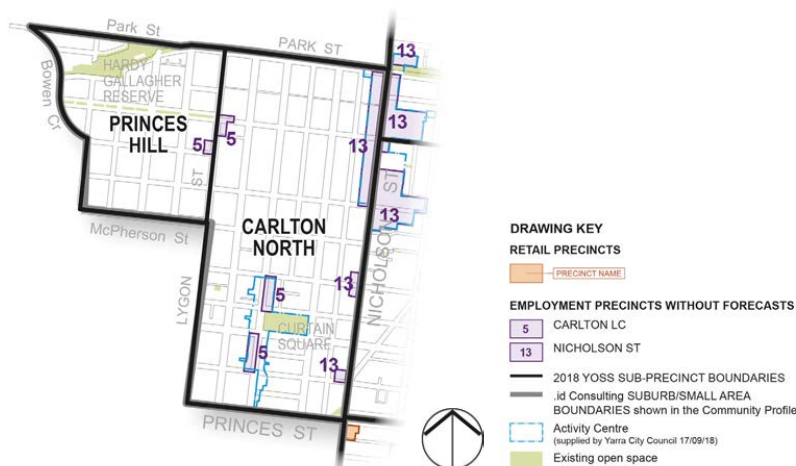 Park St
PARK ST
13
HARDY
GALLAGHER
RESERVE
Bowen Cr
PRINCES
HILL
5
5
13
13
ST
ST
13
McPherson St
CARLTON
NORTH
LYGON
NICHOLSON
13
5
CURTAIN
SQUARE
5
13
PRINCES ST
DRAWING KEY
RETAIL PRECINCTS
PRECINCT NAME
EMPLOYMENT PRECINCTS WITHOUT FORECASTS
5 CARLTON LC
13 NICHOLSON ST
2018 YOSS SUB-PRECINCT BOUNDARIES
.id Consulting SUBURB/SMALL AREA
BOUNDARIES shown in the Community Profile
Activity Centre
(supplied by Yarra City Council 17/09/18)
Existing open space